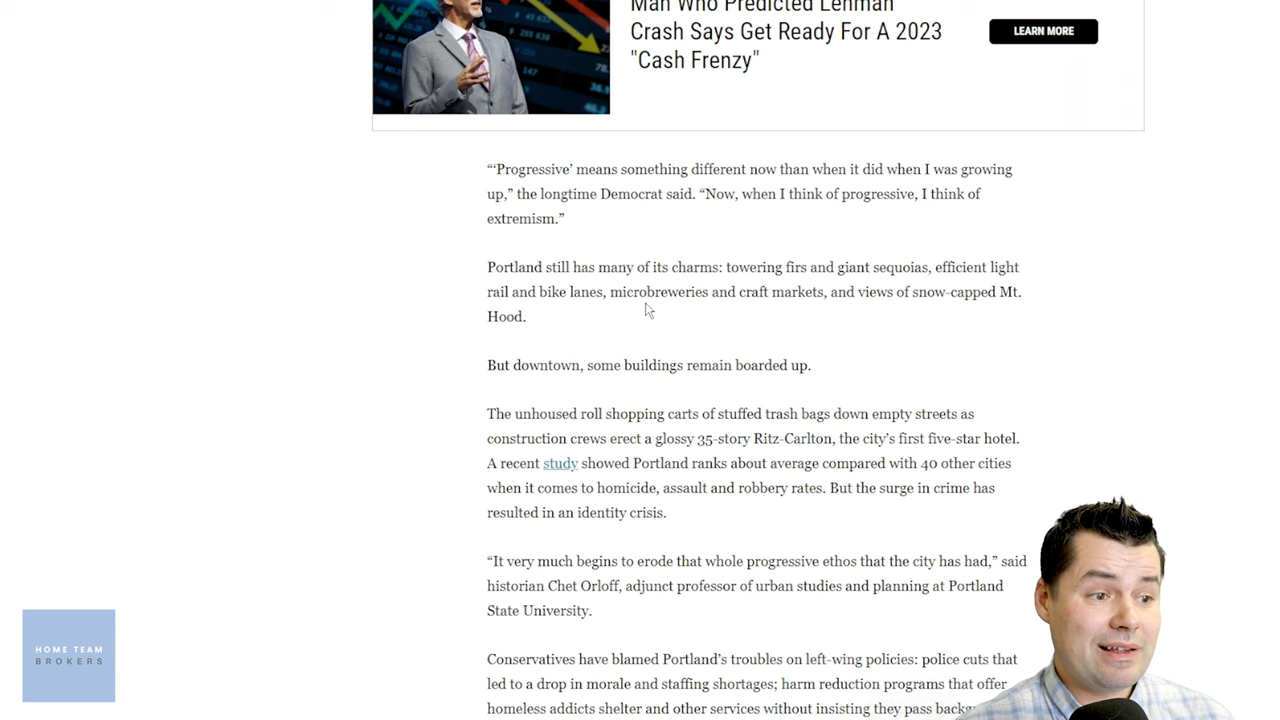 Man Who Predicted Lehman
Crash Says Get Ready For A 2023
"Cash Frenzy"
LEARN MORE
“‘Progressive’ means something different now than when it did when I was growing
up,” the longtime Democrat said. “Now, when I think of progressive, I think of
extremism.”
Portland still has many of its charms: towering firs and giant sequoias, efficient light
rail and bike lanes, microbreweries and craft markets, and views of snow-capped Mt.
Hood.
But downtown, some buildings remain boarded up.
The unhoused roll shopping carts of stuffed trash bags down empty streets as
construction crews erect a glossy 35-story Ritz-Carlton, the city’s first five-star hotel.
A recent study showed Portland ranks about average compared with 40 other cities
when it comes to homicide, assault and robbery rates. But the surge in crime has
resulted in an identity crisis.
“It very much begins to erode that whole progressive ethos that the city has had,” said
historian Chet Orloff, adjunct professor of urban studies and planning at Portland
State University.
Conservatives have blamed Portland’s troubles on left-wing policies: police cuts that
led to a drop in morale and staffing shortages; harm reduction programs that offer
homeless addicts shelter and other services without insisting they pass
HOME TEAM
BROKERS